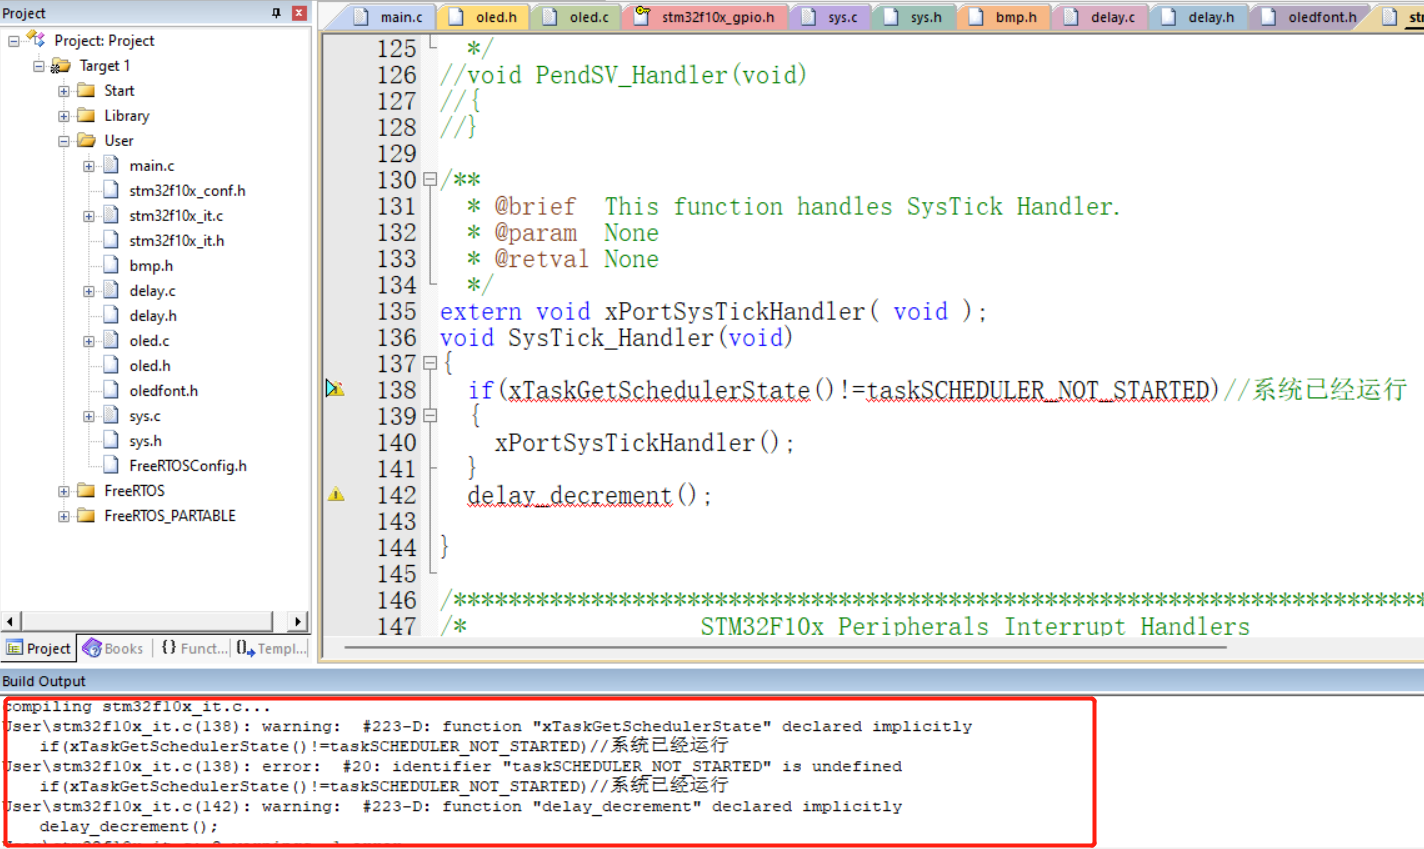 Project
Project: Project
Target 1
Start
Library
User
main.c
stm32f10x_conf.h
stm32f10x_it.c
stm32f10x_it.h
bmp.h
delay.c
delay.h
oled.c
oled.h
oledfont.h
sys.c
sys.h
FreeRTOSConfig.h
FreeRTOS
FreeRTOS_PARTABLE
Project Books {} Funct... 0 Templ...
main.c oled.h oled.c stm32f10x_gpio.h sys.c sys.h bmp.h delay.c delay.h oledfont.h
125 */
126 //void PendSV_Handler(void)
127 //{
128 //}
129
130 /**
131 * @brief  This function handles SysTick Handler.
132 * @param  None
133 * @retval None
134 */
135 extern void xPortSysTickHandler( void );
136 void SysTick_Handler(void)
137 {
138 if(xTaskGetSchedulerState()!=taskSCHEDULER_NOT_STARTED)//系统已经运行
139 {
140 xPortSysTickHandler();
141 }
142 delay_decrement();
143
144 }
145
146 /******************************************************************************
147 /* STM32F10x Peripherals Interrupt Handlers
Build Output
compiling stm32f10x_it.c...
User\stm32f10x_it.c(138): warning:  #223-D: function "xTaskGetSchedulerState" declared implicitly
if(xTaskGetSchedulerState()!=taskSCHEDULER_NOT_STARTED)//系统已经运行
User\stm32f10x_it.c(138): error:  #20: identifier "taskSCHEDULER_NOT_STARTED" is undefined
if(xTaskGetSchedulerState()!=taskSCHEDULER_NOT_STARTED)//系统已经运行
User\stm32f10x_it.c(142): warning:  #223-D: function "delay_decrement" declared implicitly
delay_decrement();